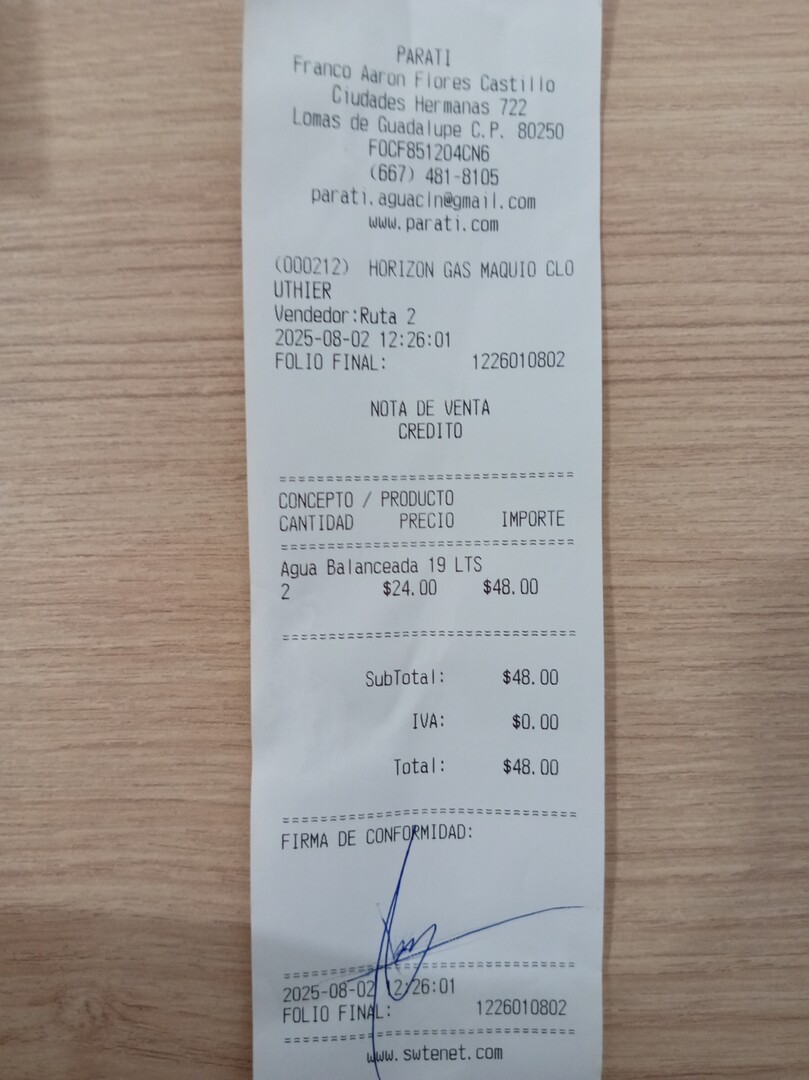 PARATI
Franco Aaron Flores Castillo
Ciudades Hermanas 722
Lomas de Guadalupe C.P. 80250
FOCF851204CN6
(667) 481-8105
parati.aguacln@gmail.com
www.parati.com
(000212) HORIZON GAS MAQUIO CLO
UTHIER
Vendedor:Ruta 2
2025-08-02 12:26:01
FOLIO FINAL: 1226010802
NOTA DE VENTA
CREDITO
================================
CONCEPTO / PRODUCTO
CANTIDAD PRECIO IMPORTE
================================
Agua Balanceada 19 LTS
2 $24.00 $48.00
================================
SubTotal: $48.00
IVA: $0.00
Total: $48.00
================================
FIRMA DE CONFORMIDAD:
================================
2025-08-02 12:26:01
FOLIO FINAL: 1226010802
================================
www.swtenet.com